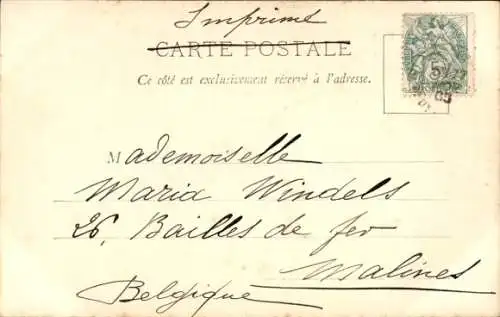 Imprimé
CARTE POSTALE
Ce côté est exclusivement réservé à l'adresse.
Mademoiselle
Maria Windels
26, Bailles de fer
Malines
Belgique